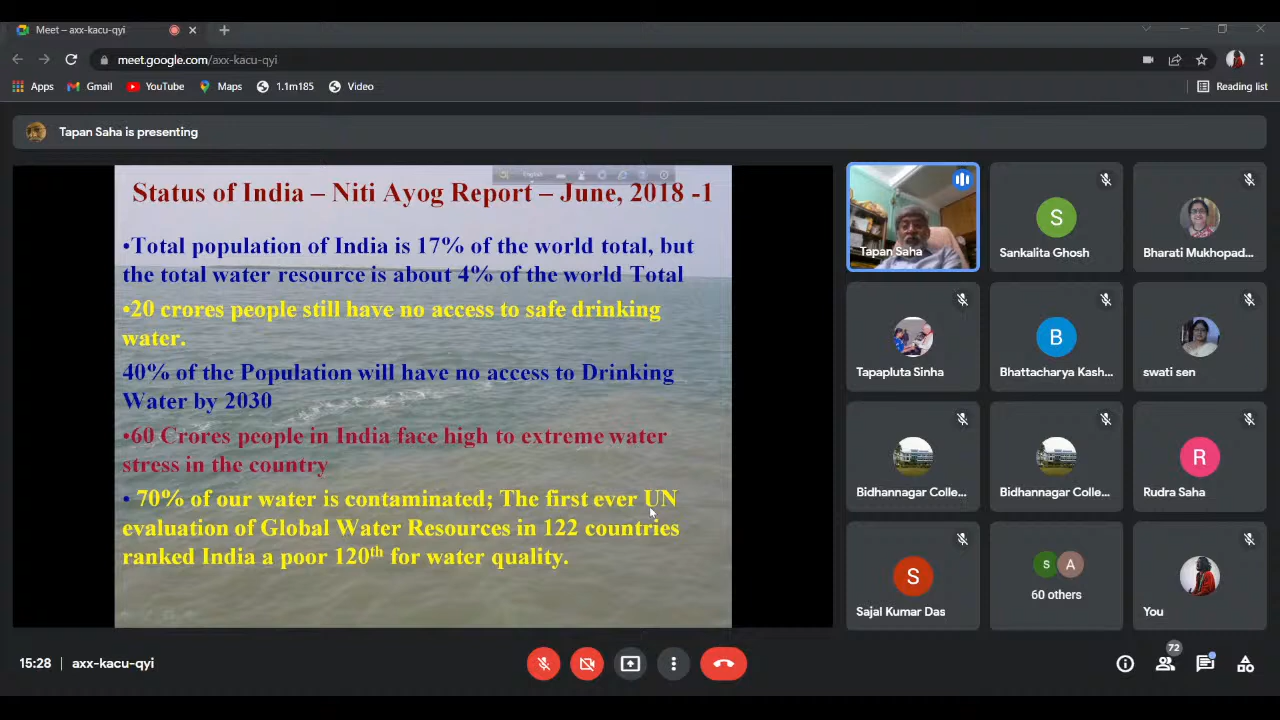 Meet – axx-kacu-qyi
meet.google.com/axx-kacu-qyi
Apps
Gmail
YouTube
Maps
1.1m185
Video
Reading list
Tapan Saha is presenting
English
Status of India – Niti Ayog Report – June, 2018 -1
•Total population of India is 17% of the world total, but
the total water resource is about 4% of the world Total
•20 crores people still have no access to safe drinking
water.
40% of the Population will have no access to Drinking
Water by 2030
•60 Crores people in India face high to extreme water
stress in the country
• 70% of our water is contaminated; The first ever UN
evaluation of Global Water Resources in 122 countries
ranked India a poor 120th for water quality.
Tapan Saha
S
Sankalita Ghosh
Bharati Mukhopad...
Tapapluta Sinha
B
Bhattacharya Kash...
swati sen
Bidhannagar Colle...
Bidhannagar Colle...
R
Rudra Saha
S
Sajal Kumar Das
S
A
60 others
You
15:28 | axx-kacu-qyi
72